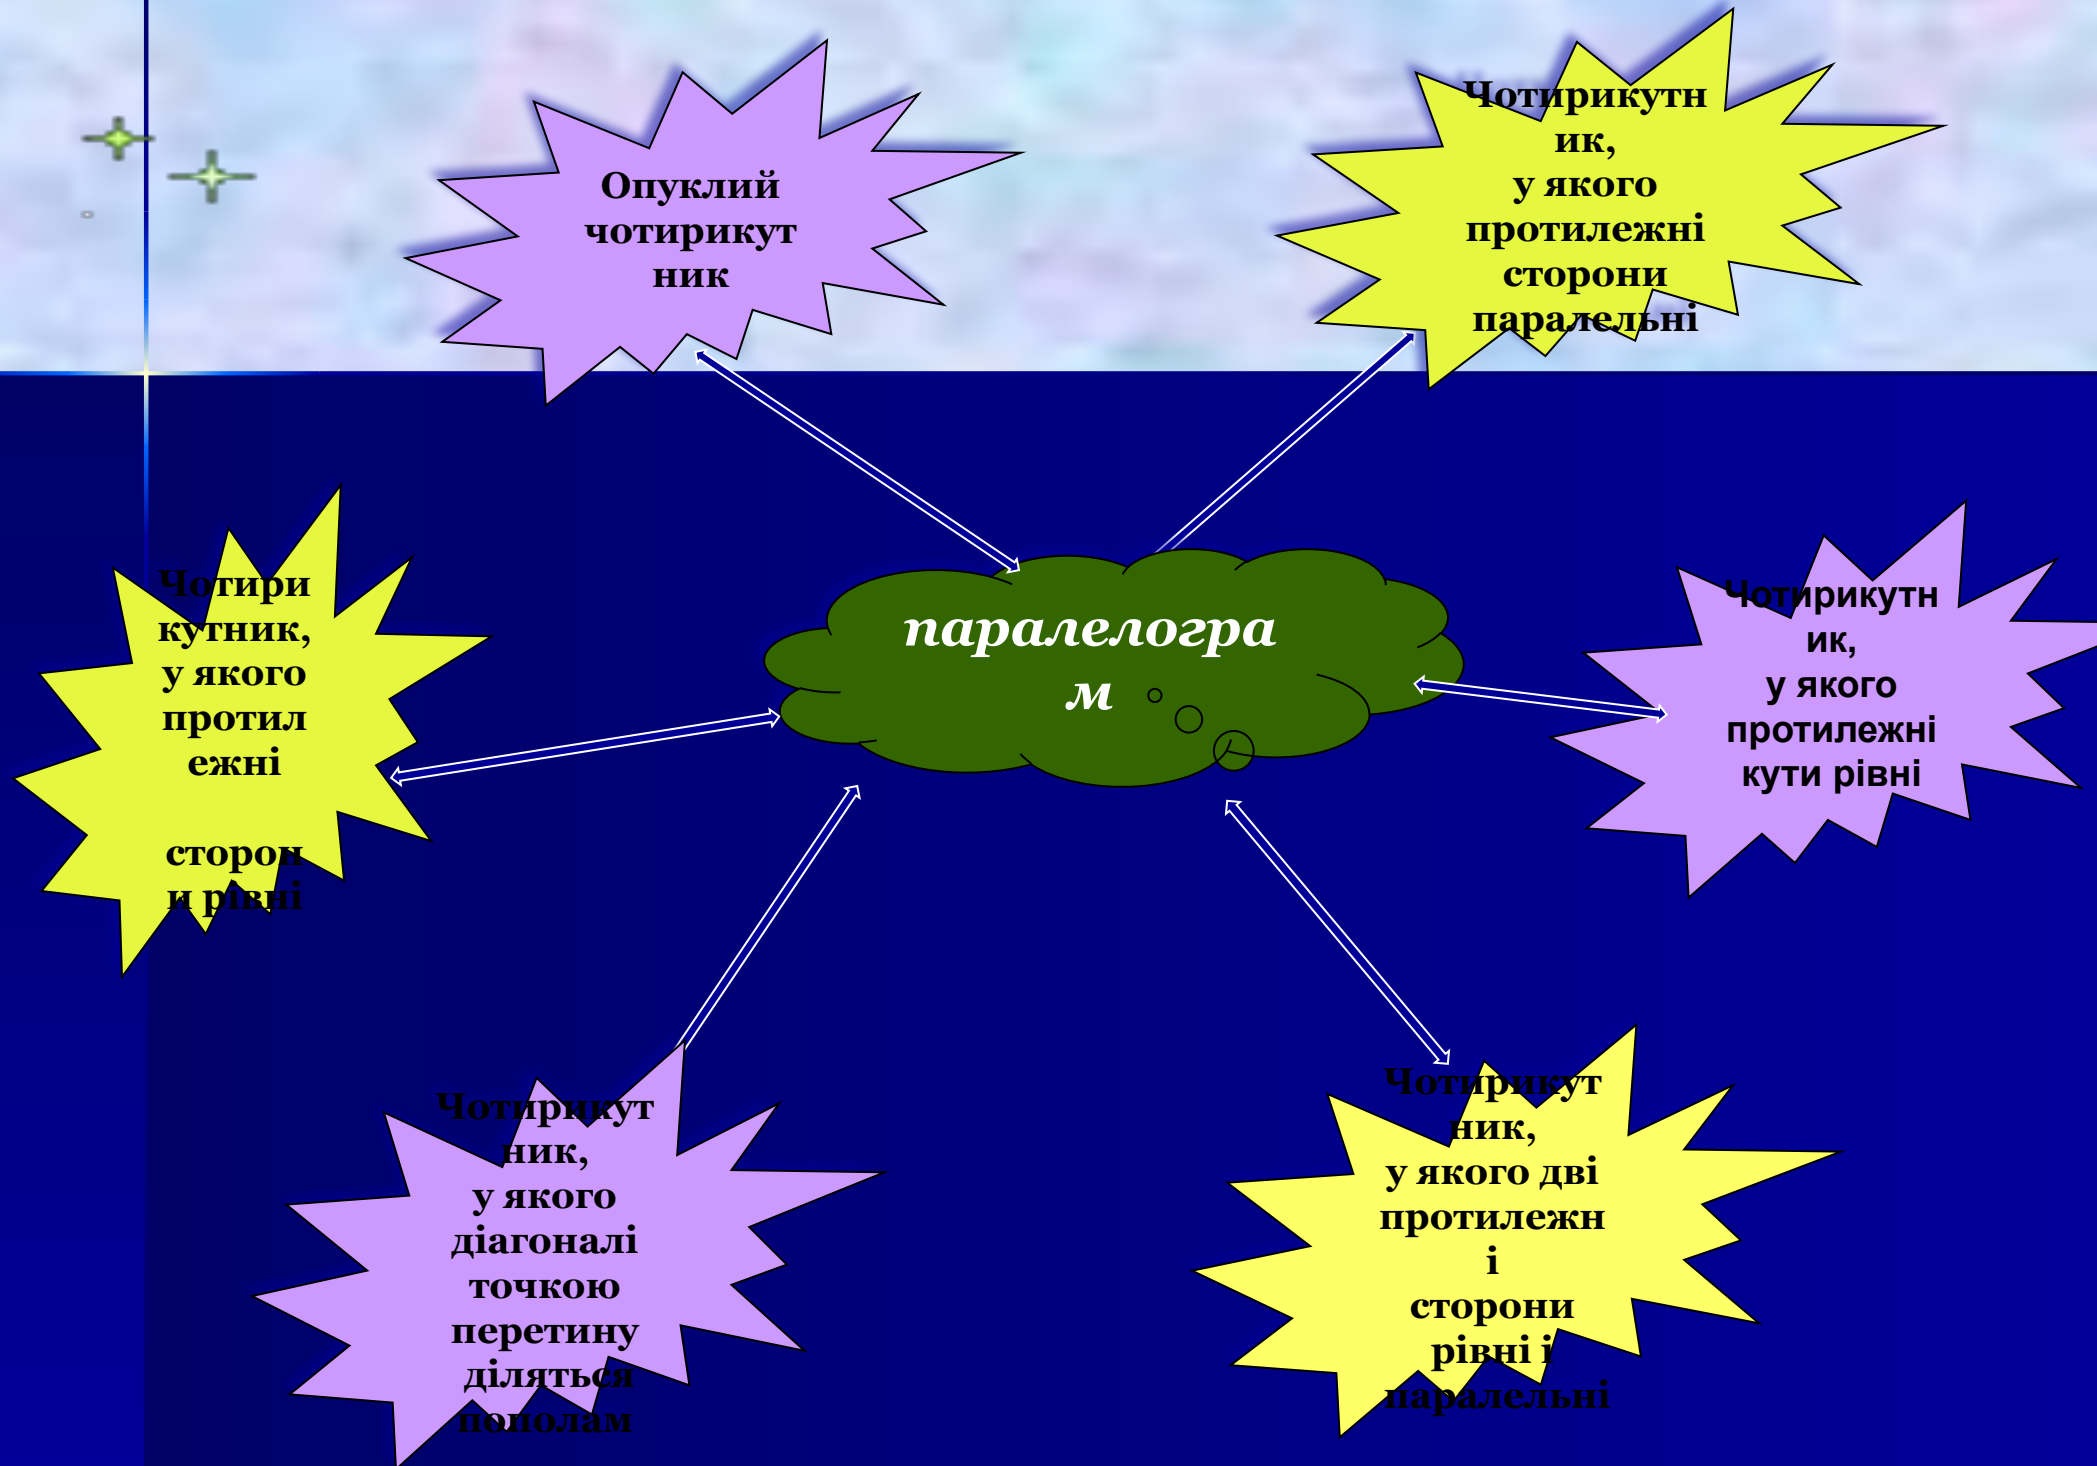 Опуклий
чотирикут
ник
Чотирикутн
ик,
у якого
протилежні
сторони
паралельні
Чотири
кутник,
у якого
протил
ежні
сторон
и рівні
паралелогра
м
Чотирикутн
ик,
у якого
протилежні
кути рівні
Чотирикут
ник,
у якого
діагоналі
точкою
перетину
діляться
пополам
Чотирикут
ник,
у якого дві
протилежн
і
сторони
рівні і
паралельні